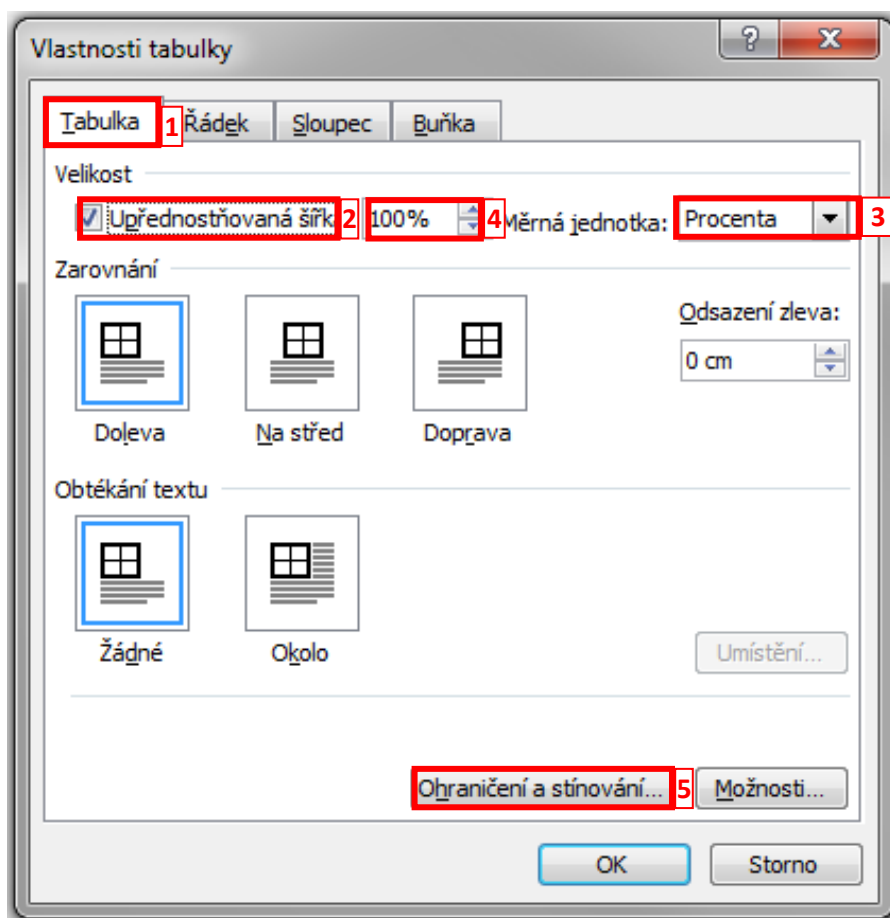 Vlastnosti tabulky
Tabulka 1 Řádek Sloupec Buňka
Velikost
Upřednostňovaná šířk 2 100% 4 Měrná jednotka: Procenta 3
Zarovnání
Odsazení zleva:
0 cm
Doleva Na střed Doprava
Obtékání textu
Žádné Okolo Umístění...
Ohraničení a stínování... 5 Možnosti...
OK Storno